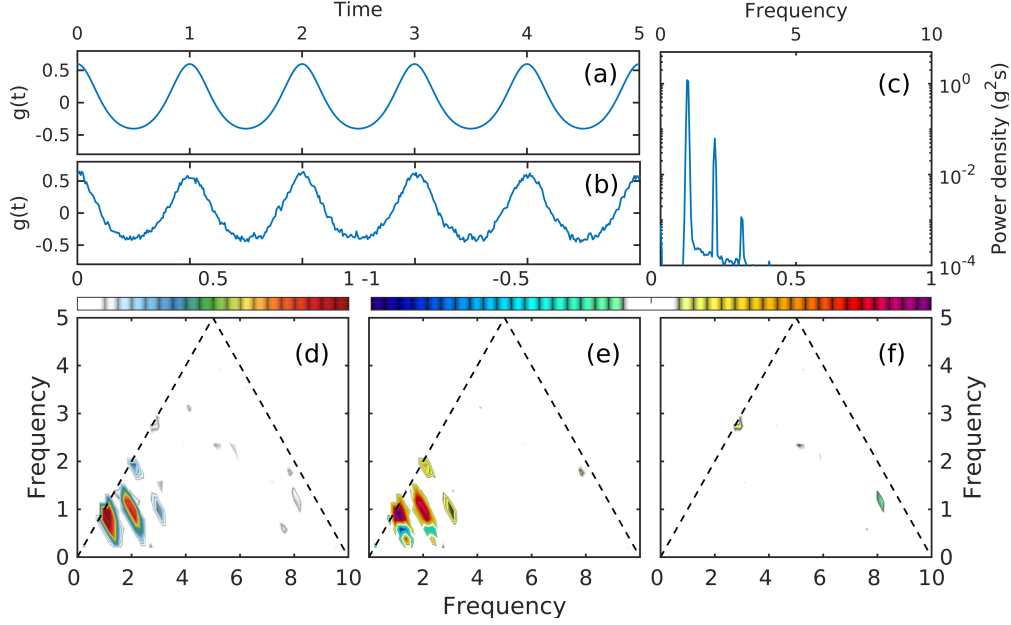 Time
Frequency
0 1 2 3 4 5
0 5 10
g(t)
0.5
0
-0.5
(a)
(c)
10^0
10^-2
10^-4
Power density (g^2s)
g(t)
0.5
0
-0.5
(b)
0 0.5 1 -1 -0.5 0 0.5 1
Frequency
5
4
3
2
1
0
(d)
(e)
(f)
5
4
3
2
1
0
Frequency
0 2 4 6 8 10
2 4 6 8
0 2 4 6 8 10
Frequency